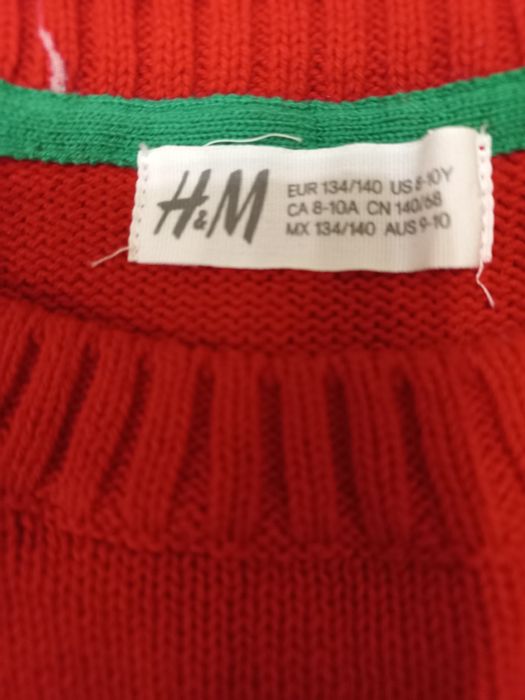 H&M
EUR 134/140 US 8-10Y
CA 8-10A CN 140/68
MX 134/140 AUS 9-10